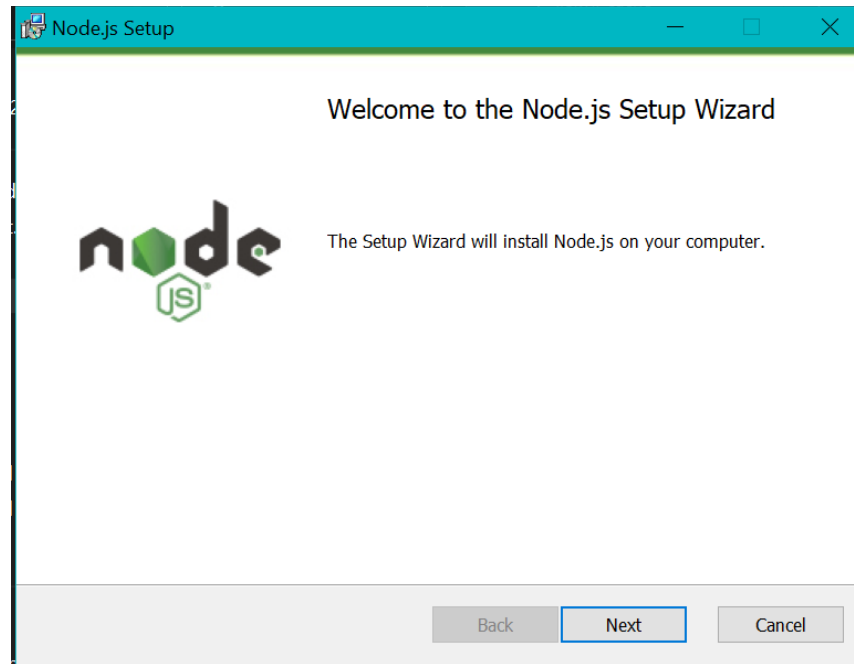 Node.js Setup
Welcome to the Node.js Setup Wizard
node
JS®
The Setup Wizard will install Node.js on your computer.
Back Next Cancel